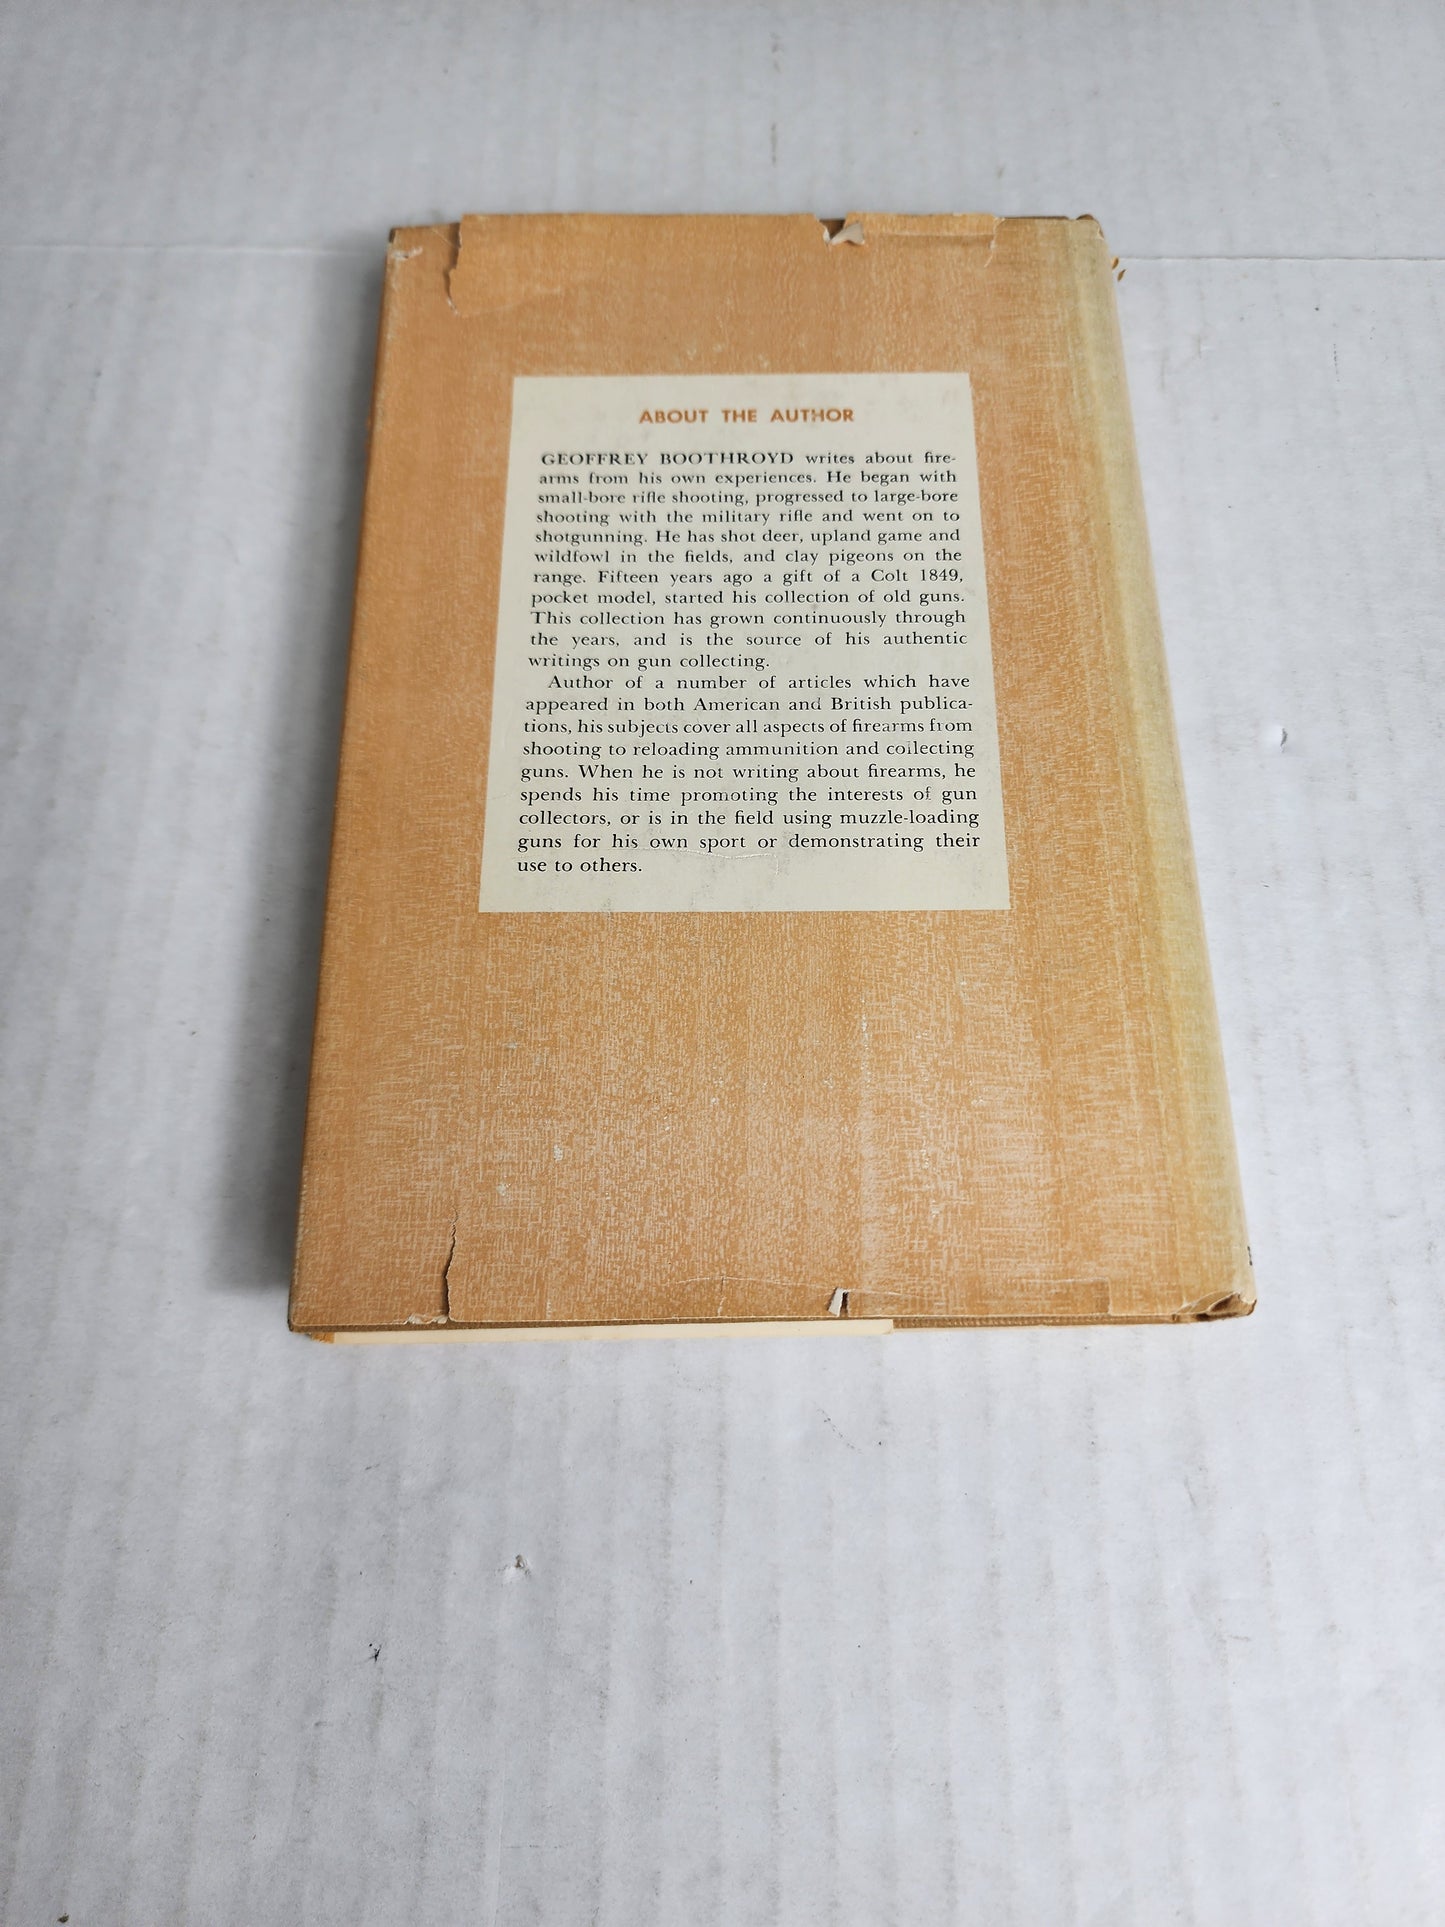 ABOUT THE AUTHOR
GEOFFREY BOOTHROYD writes about fire-
arms from his own experiences. He began with
small-bore rifle shooting, progressed to large-bore
shooting with the military rifle and went on to
shotgunning. He has shot deer, upland game and
wildfowl in the fields, and clay pigeons on the
range. Fifteen years ago a gift of a Colt 1849,
pocket model, started his collection of old guns.
This collection has grown continuously through
the years, and is the source of his authentic
writings on gun collecting.
Author of a number of articles which have
appeared in both American and British publica-
tions, his subjects cover all aspects of firearms from
shooting to reloading ammunition and collecting
guns. When he is not writing about firearms, he
spends his time promoting the interests of gun
collectors, or is in the field using muzzle-loading
guns for his own sport or demonstrating their
use to others.